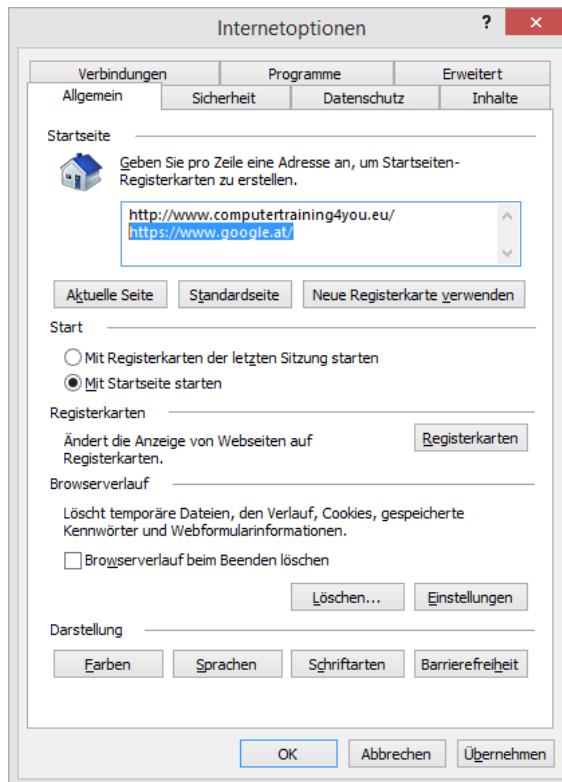 Internetoptionen
?
×
Verbindungen Programme Erweitert
Allgemein Sicherheit Datenschutz Inhalte
Startseite
Geben Sie pro Zeile eine Adresse an, um Startseiten-
Registerkarten zu erstellen.
http://www.computertraining4you.eu/
https://www.google.at/
Aktuelle Seite Standardseite Neue Registerkarte verwenden
Start
Mit Registerkarten der letzten Sitzung starten
Mit Startseite starten
Registerkarten
Ändert die Anzeige von Webseiten auf
Registerkarten.
Registerkarten
Browserverlauf
Löscht temporäre Dateien, den Verlauf, Cookies, gespeicherte
Kennwörter und Webformularinformationen.
Browserverlauf beim Beenden löschen
Löschen... Einstellungen
Darstellung
Farben Sprachen Schriftarten Barrierefreiheit
OK Abbrechen Übernehmen